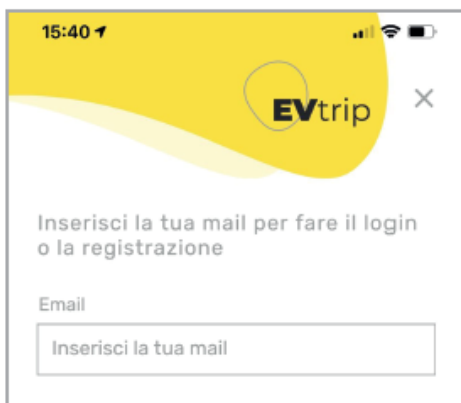 15:40
EVtrip
Inserisci la tua mail per fare il login
o la registrazione
Email
Inserisci la tua mail